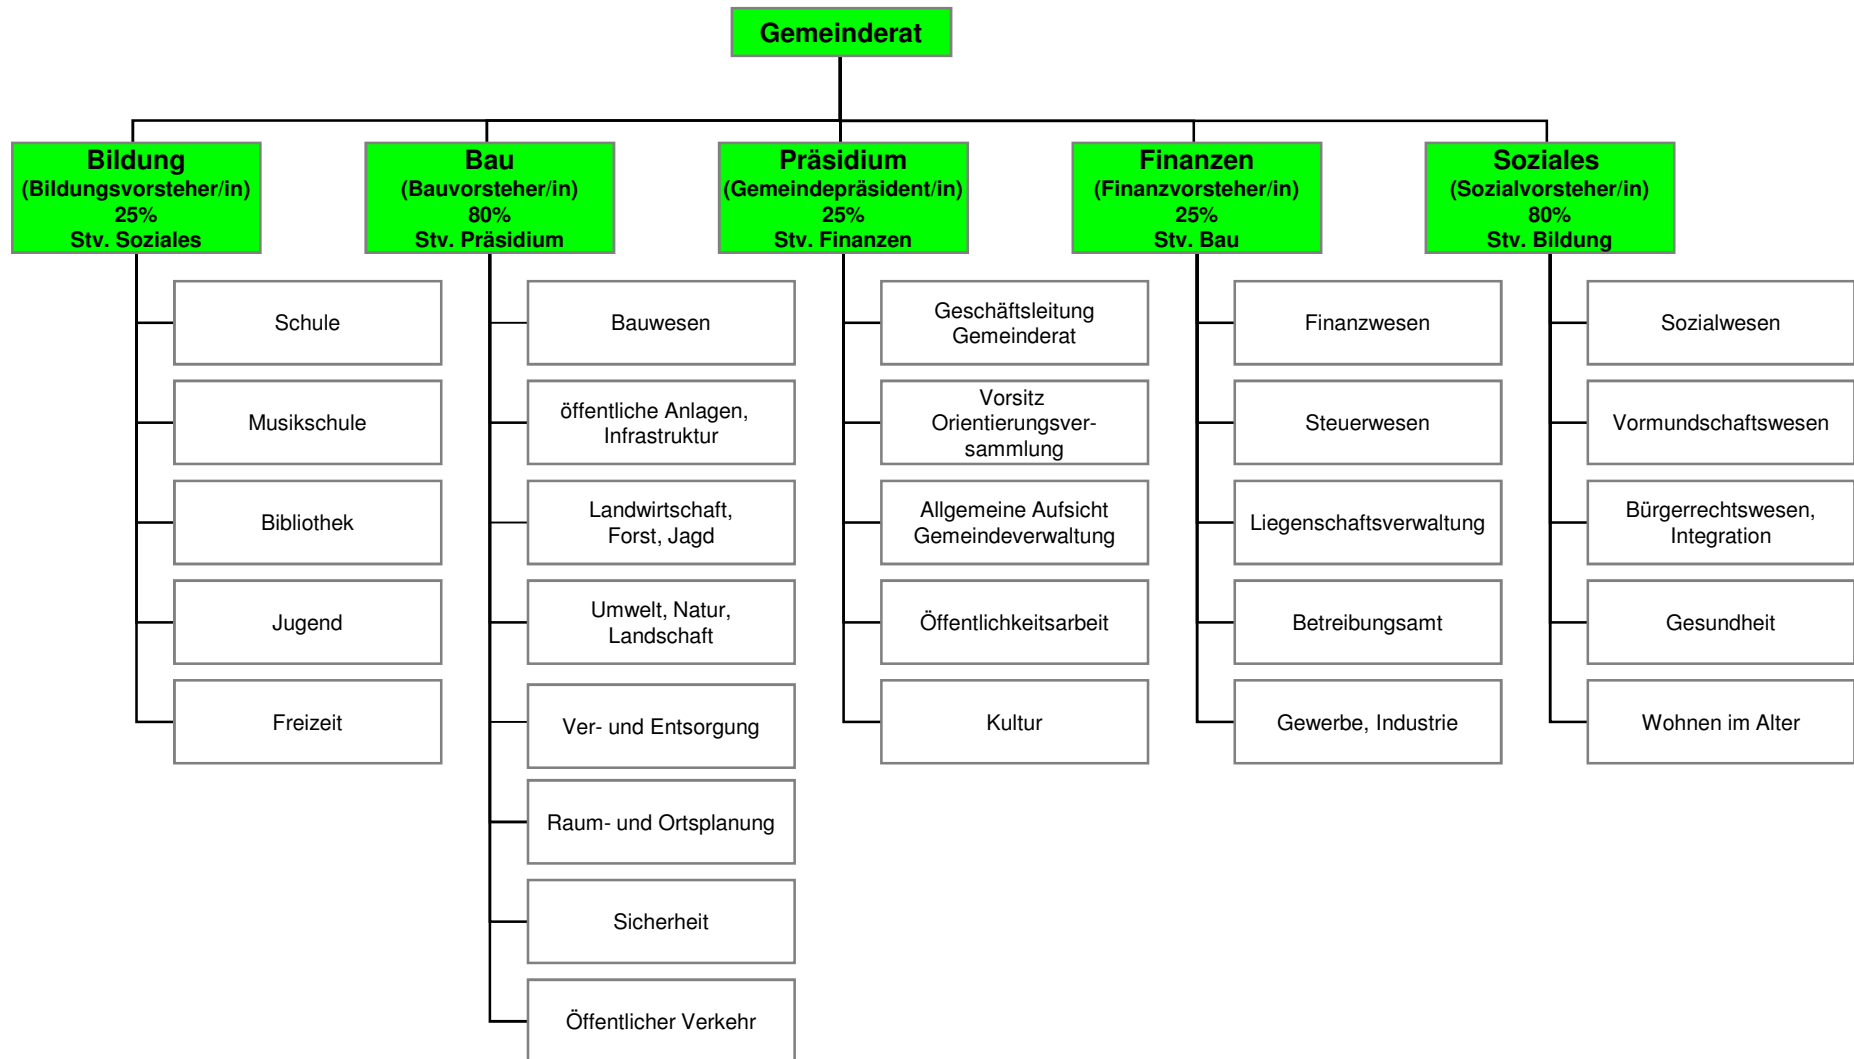 Gemeinderat
Bildung
(Bildungsvorsteher/in)
25%
Stv. Soziales
Bau
(Bauvorsteher/in)
80%
Stv. Präsidium
Präsidium
(Gemeindepräsident/in)
25%
Stv. Finanzen
Finanzen
(Finanzvorsteher/in)
25%
Stv. Bau
Soziales
(Sozialvorsteher/in)
80%
Stv. Bildung
Schule
Musikschule
Bibliothek
Jugend
Freizeit
Bauwesen
öffentliche Anlagen,
Infrastruktur
Landwirtschaft,
Forst, Jagd
Umwelt, Natur,
Landschaft
Ver- und Entsorgung
Raum- und Ortsplanung
Sicherheit
Öffentlicher Verkehr
Geschäftsleitung
Gemeinderat
Vorsitz
Orientierungsver-
sammlung
Allgemeine Aufsicht
Gemeindeverwaltung
Öffentlichkeitsarbeit
Kultur
Finanzwesen
Steuerwesen
Liegenschaftsverwaltung
Betreibungsamt
Gewerbe, Industrie
Sozialwesen
Vormundschaftswesen
Bürgerrechtswesen,
Integration
Gesundheit
Wohnen im Alter